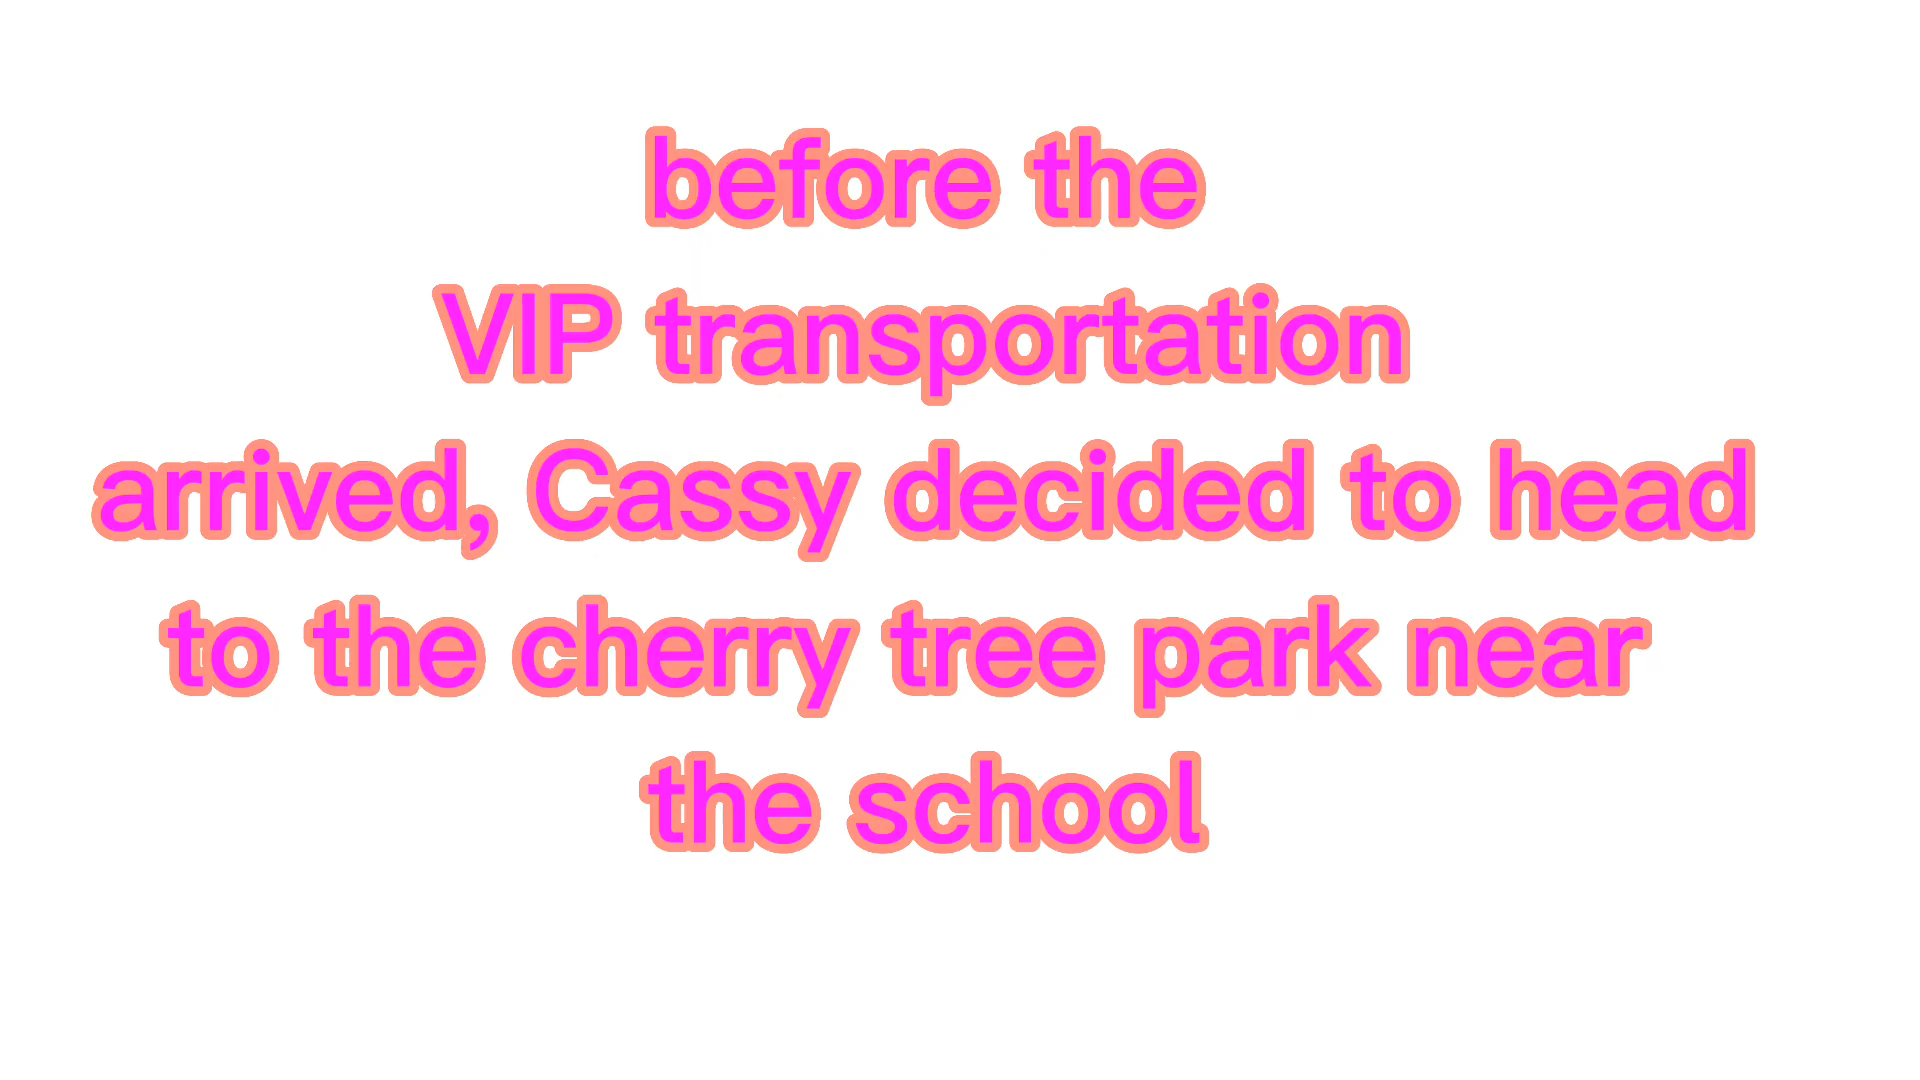 before the
VIP transportation
arrived, Cassy decided to head
to the cherry tree park near
the school